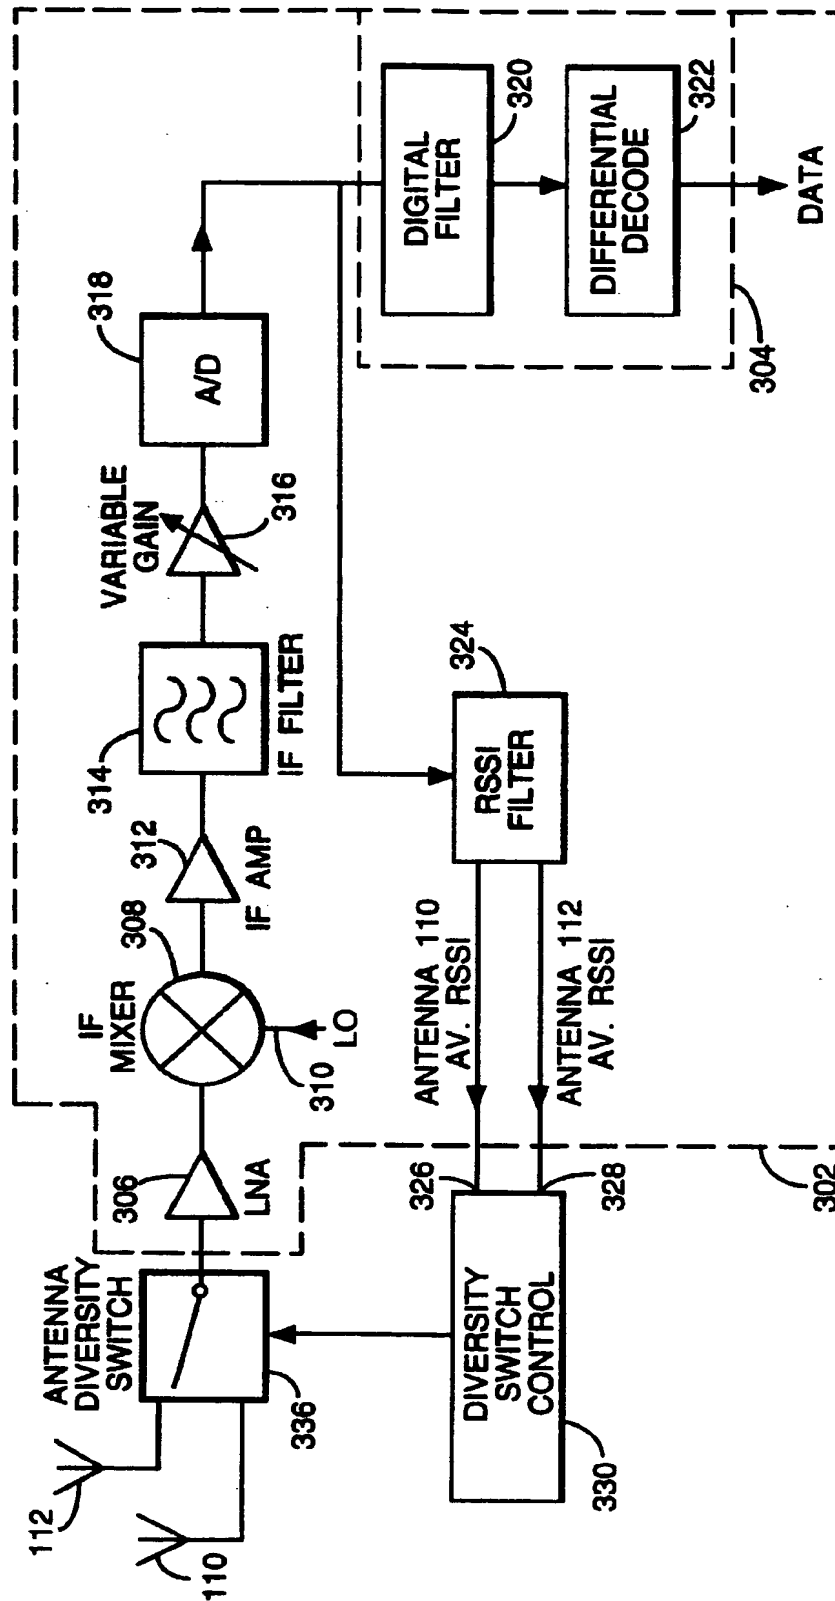 112
110
ANTENNA
DIVERSITY
SWITCH
336
306
LNA
IF
MIXER
308
310
LO
312
IF AMP
314
IF FILTER
VARIABLE
GAIN
316
318
A/D
DIGITAL
FILTER
320
DIFFERENTIAL
DECODE
322
DATA
304
RSSI
FILTER
324
ANTENNA 110
AV. RSSI
ANTENNA 112
AV. RSSI
326
328
302
DIVERSITY
SWITCH
CONTROL
330